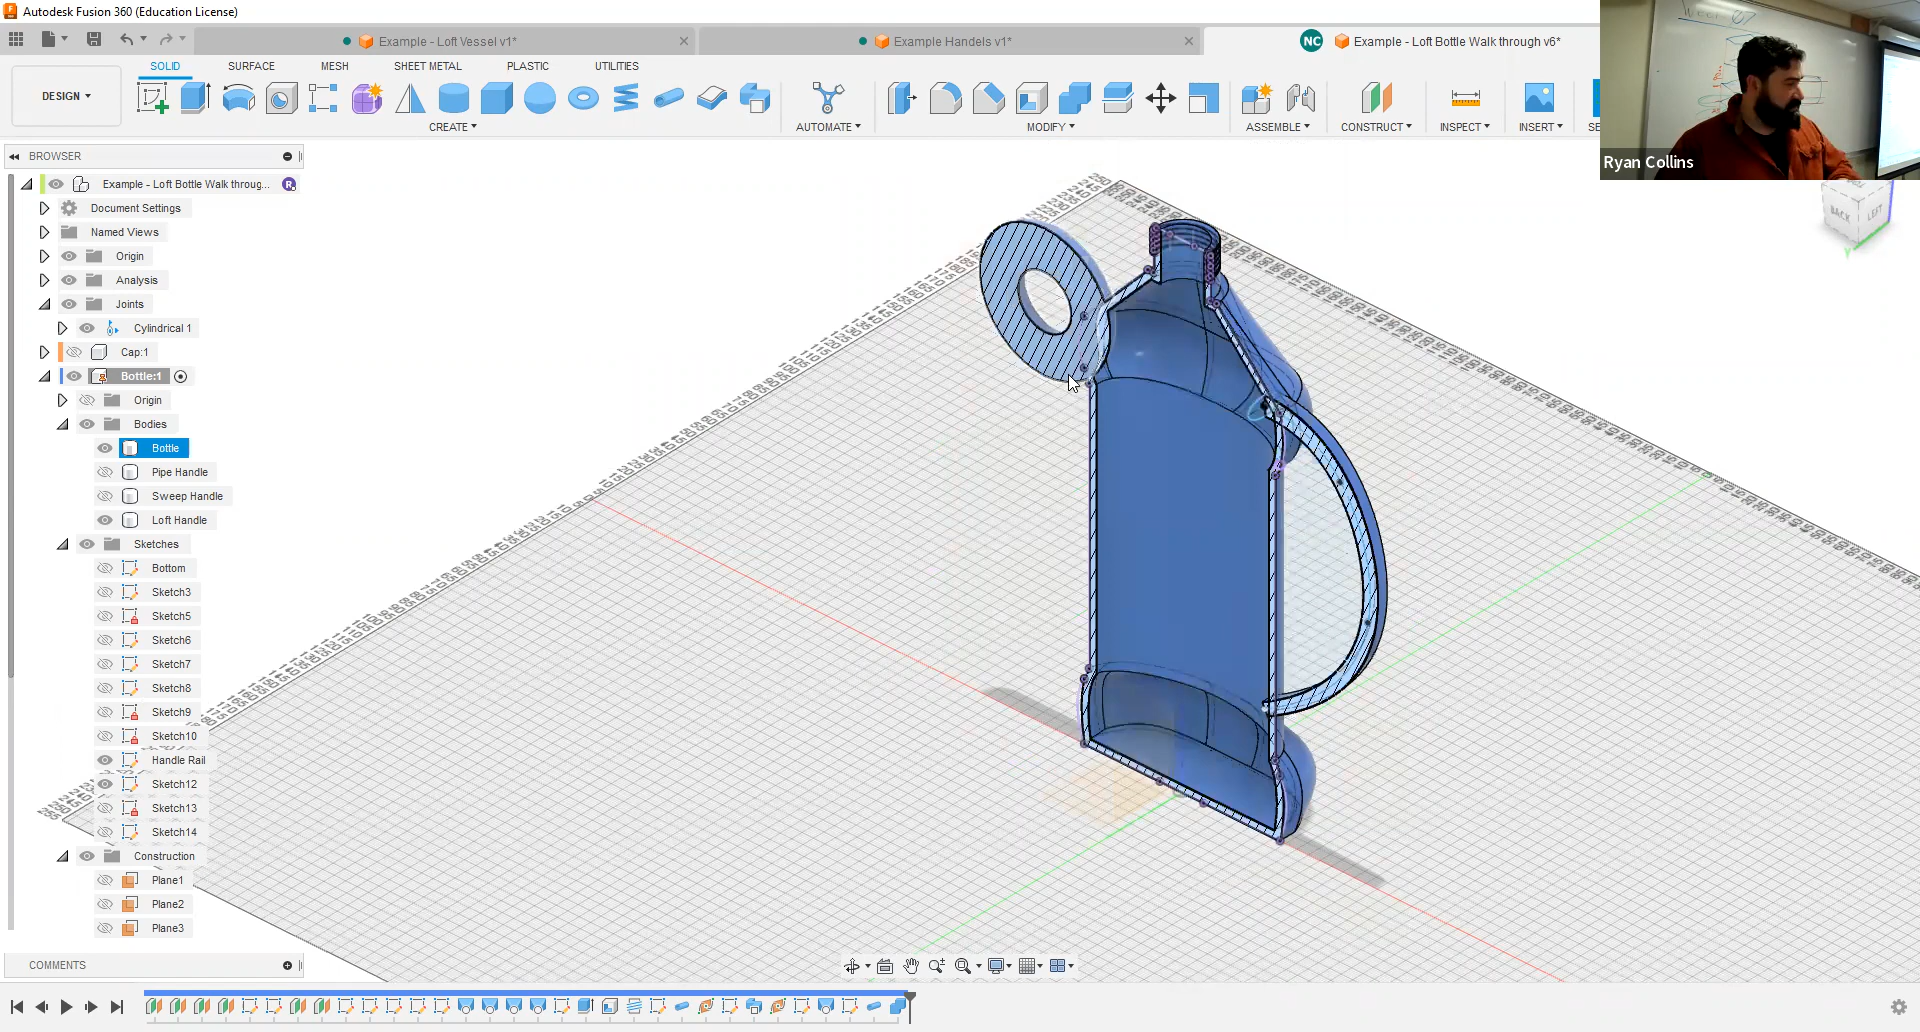 Autodesk Fusion 360 (Education License)
Example - Loft Vessel v1*
Example Handels v1*
NC
Example - Loft Bottle Walk through v6*
SOLID
SURFACE
MESH
SHEET METAL
PLASTIC
UTILITIES
DESIGN
CREATE
AUTOMATE
MODIFY
ASSEMBLE
CONSTRUCT
INSPECT
INSERT
SE
Ryan Collins
BACK
LEFT
BROWSER
Example - Loft Bottle Walk throug...
R
Document Settings
Named Views
Origin
Analysis
Joints
Cylindrical 1
Cap:1
Bottle:1
Origin
Bodies
Bottle
Pipe Handle
Sweep Handle
Loft Handle
Sketches
Bottom
Sketch3
Sketch5
Sketch6
Sketch7
Sketch8
Sketch9
Sketch10
Handle Rail
Sketch12
Sketch13
Sketch14
Construction
Plane1
Plane2
Plane3
COMMENTS